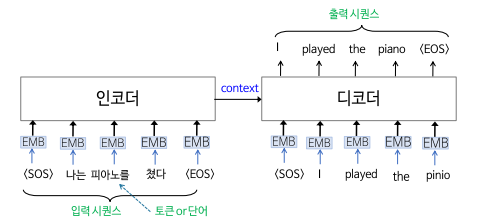 출력 시퀀스
I played the piano 〈EOS〉
인코더 context 디코더
EMB EMB EMB EMB EMB EMB EMB EMB EMB EMB
〈SOS〉 나는 피아노를 쳤다 〈EOS〉 〈SOS〉 I played the pinio
입력 시퀀스 토큰 or 단어